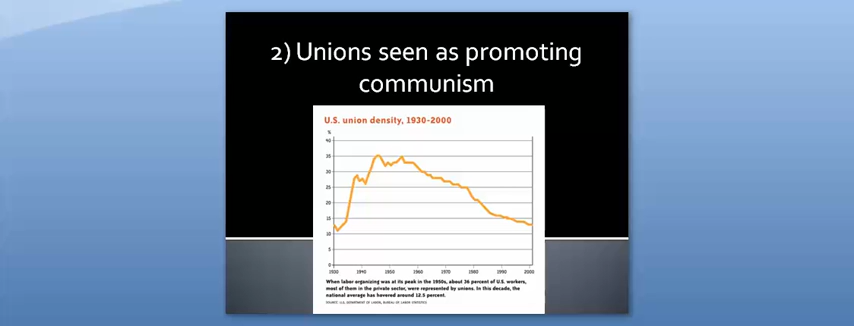 2) Unions seen as promoting
communism
U.S. union density, 1930-2000
%
40
35
30
25
20
15
10
5
0
1930 1940 1950 1960 1970 1980 1990 2000
When labor organizing was at its peak in the 1950s, about 36 percent of U.S. workers,
most of them in the private sector, were represented by unions. In this decade, the
national average has hovered around 12.5 percent.
SOURCE: U.S. DEPARTMENT OF LABOR, BUREAU OF LABOR STATISTICS